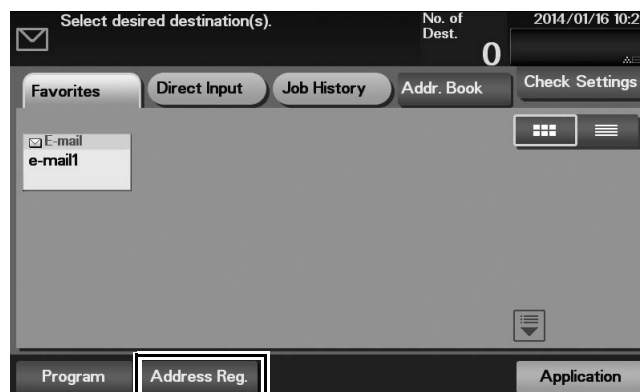 Select desired destination(s).
No. of
Dest.
0
2014/01/16 10:2
Favorites
Direct Input
Job History
Addr. Book
Check Settings
E-mail
e-mail1
Program
Address Reg.
Application